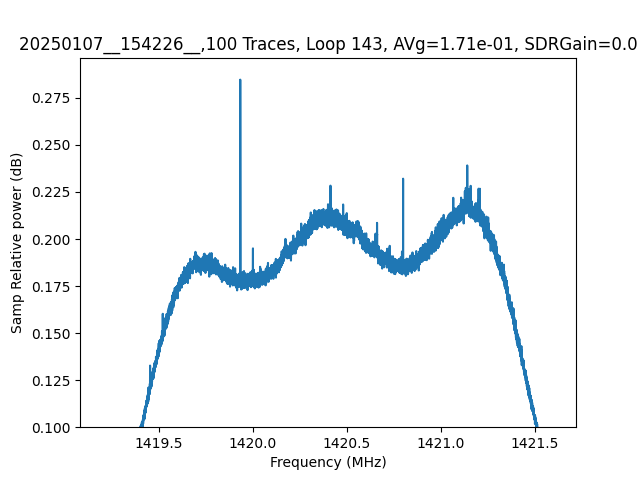 20250107__154226__,100 Traces, Loop 143, AVg=1.71e-01, SDRGain=0.0
Samp Relative power (dB)
0.275
0.250
0.225
0.200
0.175
0.150
0.125
0.100
1419.5 1420.0 1420.5 1421.0 1421.5
Frequency (MHz)